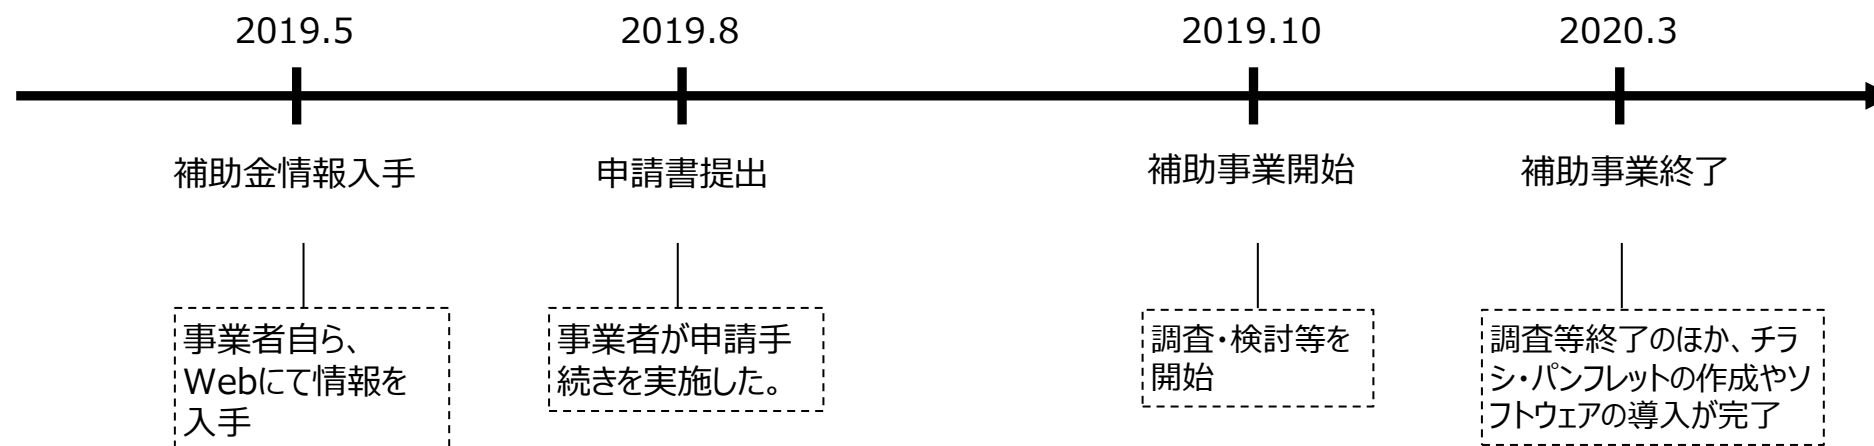 2019.5
2019.8
2019.10
2020.3
補助金情報入手
申請書提出
補助事業開始
補助事業終了
事業者自ら、
Webにて情報を
入手
事業者が申請手
続きを実施した。
調査・検討等を
開始
調査等終了のほか、チラ
シ・パンフレットの作成やソ
フトウェアの導入が完了